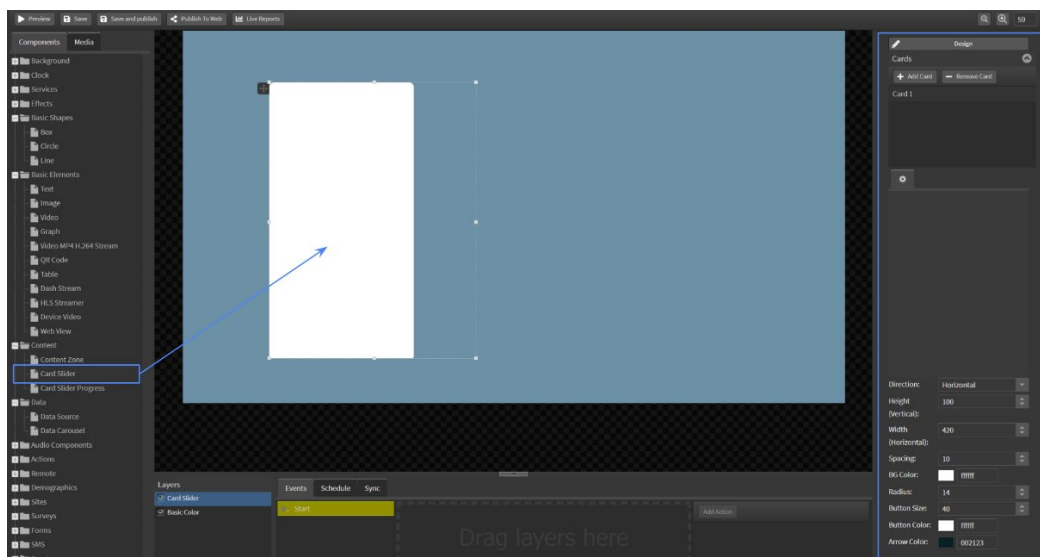 Preview Save Save and publish Publish To Web Live Reports 59
Components Media
Background
Clock
Services
Effects
Basic Shapes
Box
Circle
Line
Basic Elements
Text
Image
Video
Graph
Video MP4 H.264 Stream
QR Code
Table
Dash Stream
HLS Streamer
Device Video
Web View
Content
Content Zone
Card Slider
Card Slider Progress
Data
Data Source
Data Carousel
Audio Components
Actions
Remote
Demographics
Sites
Surveys
Forms
SMS
Layers
Card Slider
Basic Color
Events Schedule Sync
Start
Drag layers here
Add Action
Design
Cards
Add Card Remove Card
Card 1
Direction: Horizontal
Height 100
(Vertical):
Width 420
(Horizontal):
Spacing: 10
BG Color: ffffff
Radius: 14
Button Size: 40
Button Color: ffffff
Arrow Color: 002123